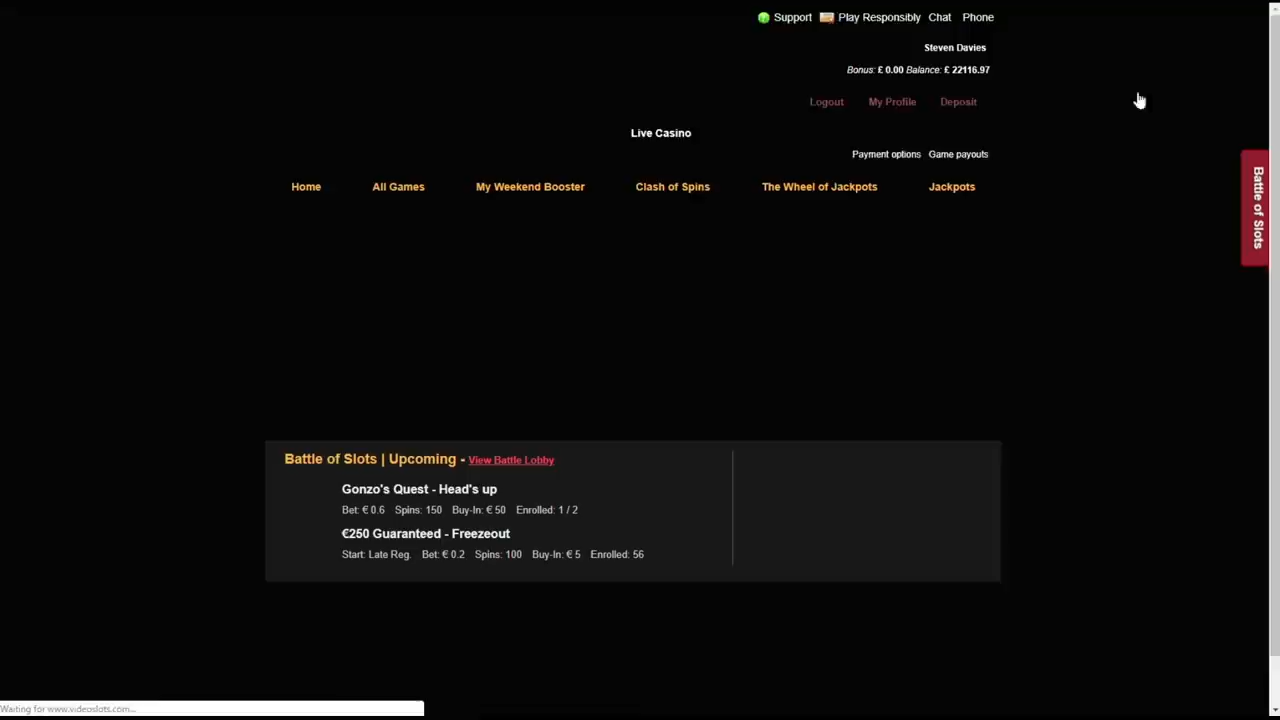 Support Play Responsibly Chat Phone
Steven Davies
Bonus: £ 0.00 Balance: £ 22116.97
Logout My Profile Deposit
Live Casino
Payment options Game payouts
Home All Games My Weekend Booster Clash of Spins The Wheel of Jackpots Jackpots
Battle of Slots
Battle of Slots | Upcoming - View Battle Lobby
Gonzo's Quest - Head's up
Bet: € 0.6 Spins: 150 Buy-In: € 50 Enrolled: 1 / 2
€250 Guaranteed - Freezeout
Start: Late Reg. Bet: € 0.2 Spins: 100 Buy-In: € 5 Enrolled: 56
Waiting for www.videoslots.com...